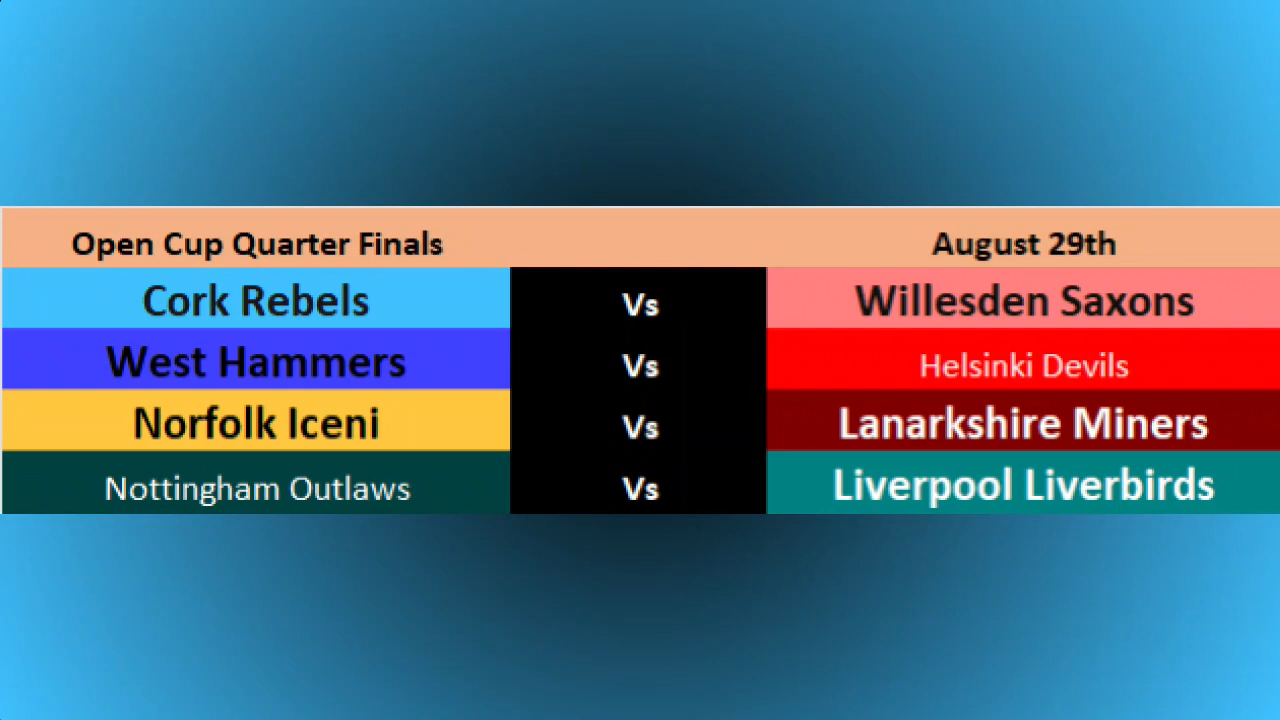 Open Cup Quarter Finals August 29th
Cork Rebels Vs Willesden Saxons
West Hammers Vs Helsinki Devils
Norfolk Iceni Vs Lanarkshire Miners
Nottingham Outlaws Vs Liverpool Liverbirds